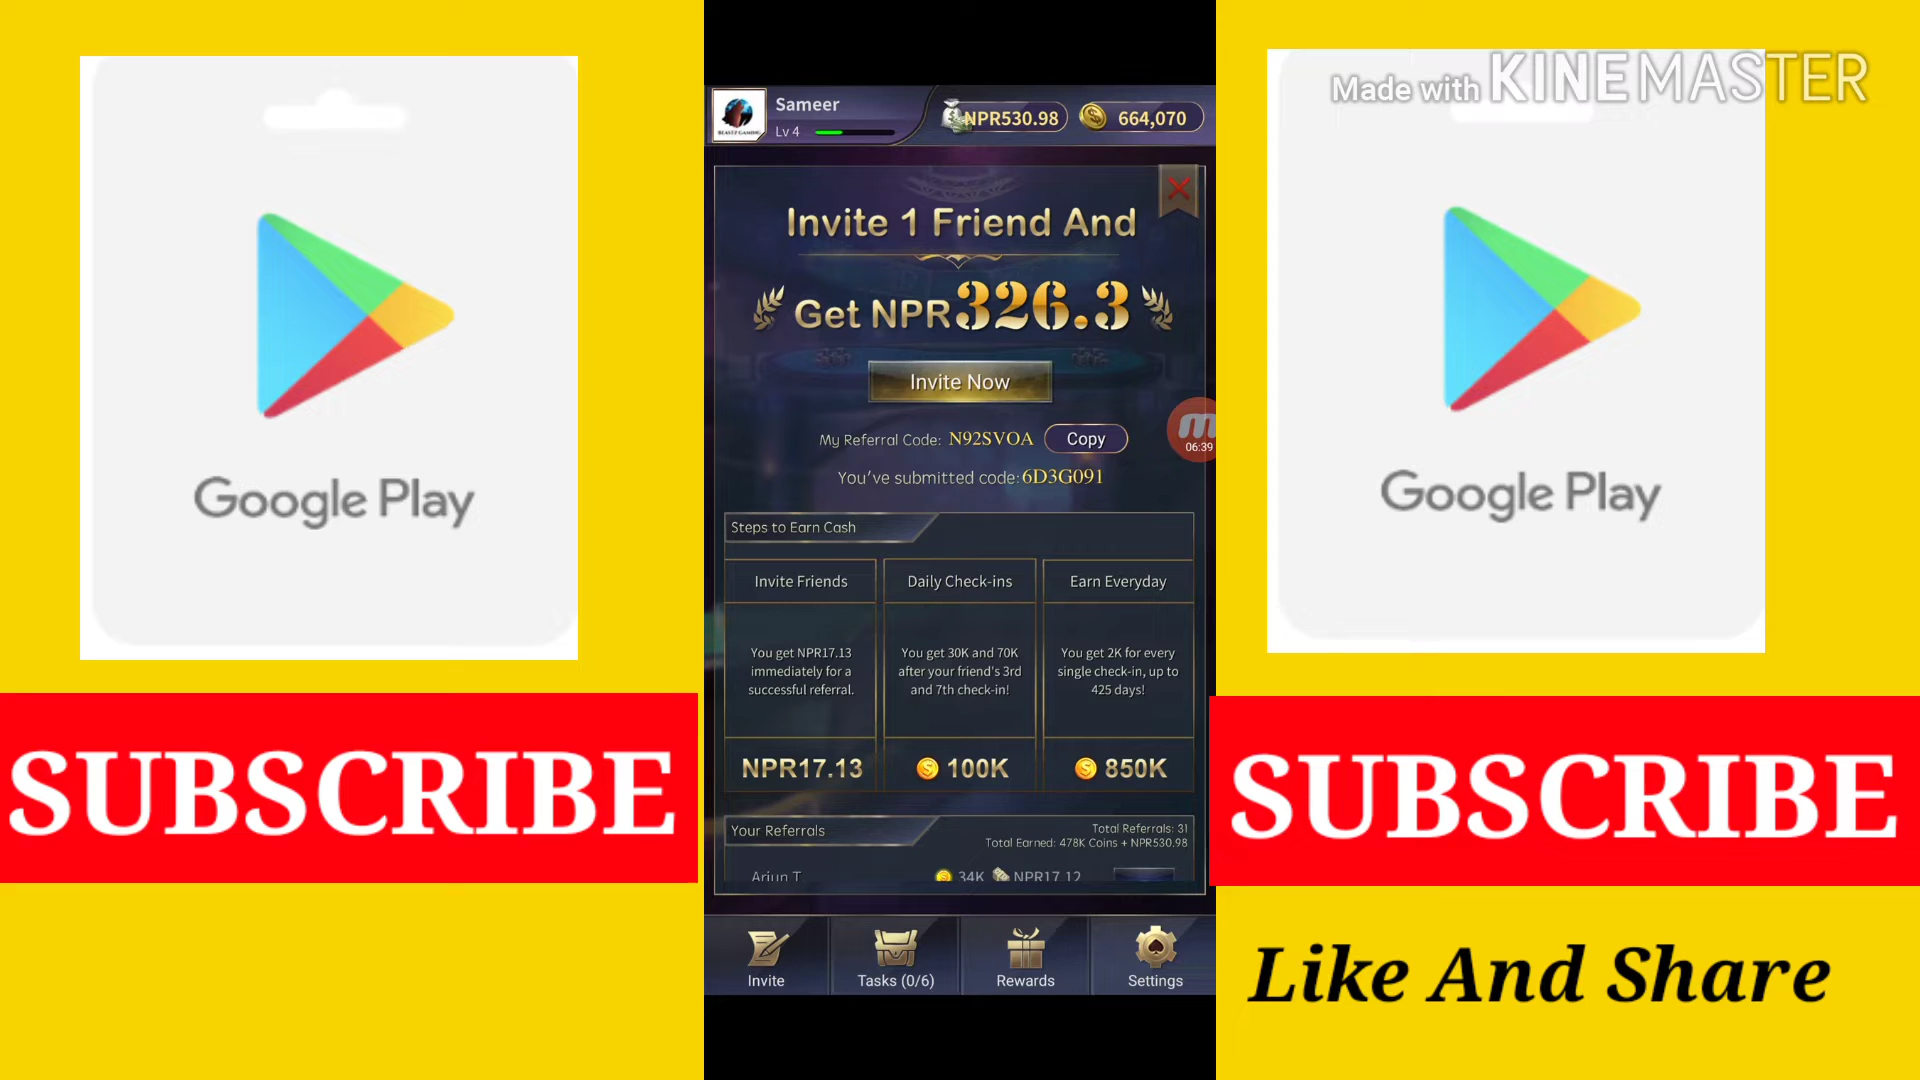 Made with KINEMASTER
Google Play
SUBSCRIBE
Sameer
Lv 4
NPR530.98
664,070
Invite 1 Friend And
Get NPR326.3
Invite Now
My Referral Code: N92SVOA Copy
You've submitted code:6D3G091
06:39
Steps to Earn Cash
Invite Friends
You get NPR17.13
immediately for a
successful referral.
NPR17.13
Daily Check-ins
You get 30K and 70K
after your friend's 3rd
and 7th check-in!
100K
Earn Everyday
You get 2K for every
single check-in, up to
425 days!
850K
Your Referrals
Total Referrals: 31
Total Earned: 478K Coins + NPR530.98
Arjun T 34K NPR17.12
Invite
Tasks (0/6)
Rewards
Settings
Google Play
SUBSCRIBE
Like And Share